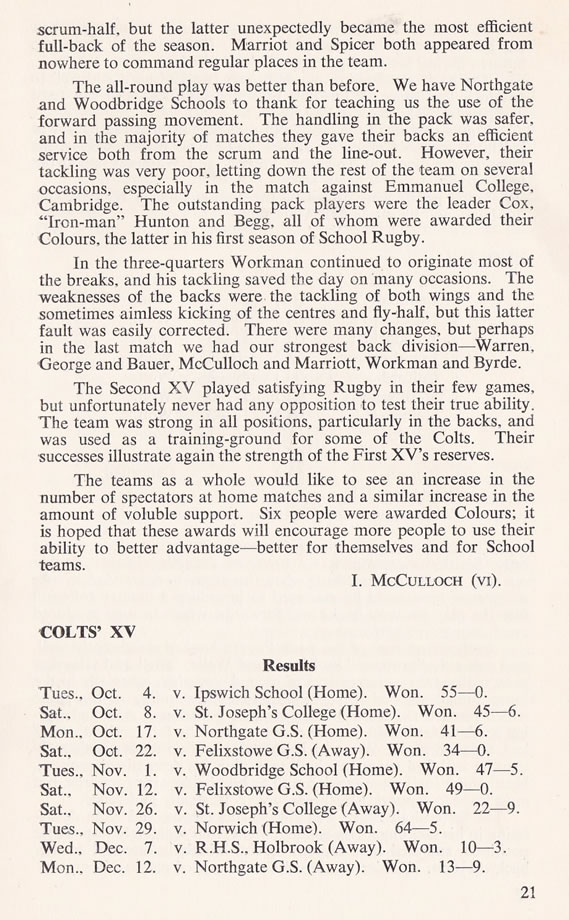 scrum-half, but the latter unexpectedly became the most efficient
full-back of the season. Marriot and Spicer both appeared from
nowhere to command regular places in the team.
The all-round play was better than before. We have Northgate
and Woodbridge Schools to thank for teaching us the use of the
forward passing movement. The handling in the pack was safer,
and in the majority of matches they gave their backs an efficient
service both from the scrum and the line-out. However, their
tackling was very poor, letting down the rest of the team on several
occasions, especially in the match against Emmanuel College,
Cambridge. The outstanding pack players were the leader Cox,
“Iron-man” Hunton and Begg, all of whom were awarded their
Colours, the latter in his first season of School Rugby.
In the three-quarters Workman continued to originate most of
the breaks, and his tackling saved the day on many occasions. The
weaknesses of the backs were the tackling of both wings and the
sometimes aimless kicking of the centres and fly-half, but this latter
fault was easily corrected. There were many changes, but perhaps
in the last match we had our strongest back division—Warren,
George and Bauer, McCulloch and Marriott, Workman and Byrde.
The Second XV played satisfying Rugby in their few games,
but unfortunately never had any opposition to test their true ability.
The team was strong in all positions, particularly in the backs, and
was used as a training-ground for some of the Colts. Their
successes illustrate again the strength of the First XV’s reserves.
The teams as a whole would like to see an increase in the
number of spectators at home matches and a similar increase in the
amount of voluble support. Six people were awarded Colours; it
is hoped that these awards will encourage more people to use their
ability to better advantage—better for themselves and for School
teams.
I. MCCULLOCH (VI).
COLTS’ XV
Results
Tues., Oct. 4. v. Ipswich School (Home). Won. 55—0.
Sat., Oct. 8. v. St. Joseph’s College (Home). Won. 45—6.
Mon., Oct. 17. v. Northgate G.S. (Home). Won. 41—6.
Sat., Oct. 22. v. Felixstowe G.S. (Away). Won. 34—0.
Tues., Nov. 1. v. Woodbridge School (Home). Won. 47—5.
Sat., Nov. 12. v. Felixstowe G.S. (Home). Won. 49—0.
Sat., Nov. 26. v. St. Joseph’s College (Away). Won. 22—9.
Tues., Nov. 29. v. Norwich (Home). Won. 64—5.
Wed., Dec. 7. v. R.H.S., Holbrook (Away). Won. 10—3.
Mon., Dec. 12. v. Northgate G.S. (Away). Won. 13—9.
21